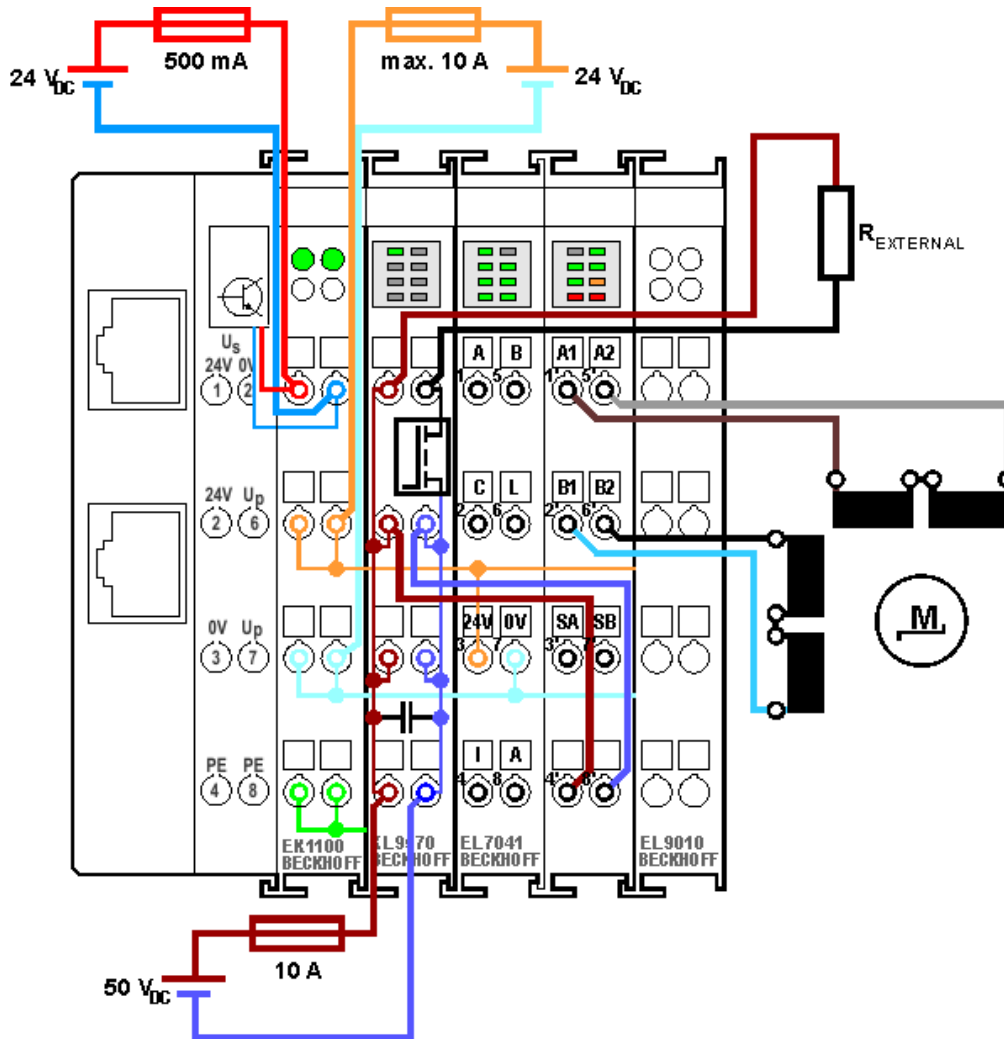 500 mA
max. 10 A
24 VDC
24 VDC
REXTERNAL
US
24V 0V
1 2
A B
A1 A2
1 5 1' 5'
24V Up
2 6
C L
B1 B2
2 6 2' 6'
0V Up
3 7
24V 0V
SA SB
3 7 3' 7'
M
PE PE
4 8
I A
4 8 4' 8'
EK1100
BECKHOFF
EL7041
BECKHOFF
BECKHOFF
EL9010
BECKHOFF
10 A
50 VDC